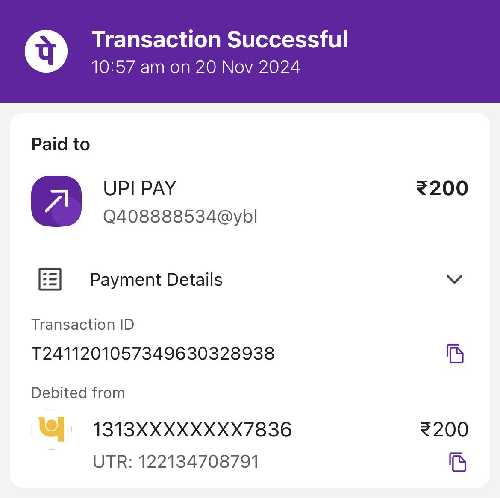 पे
Transaction Successful
10:57 am on 20 Nov 2024
Paid to
UPI PAY
₹200
Q408888534@ybl
Payment Details
Transaction ID
T2411201057349630328938
Debited from
1313XXXXXXXX7836
₹200
UTR: 122134708791